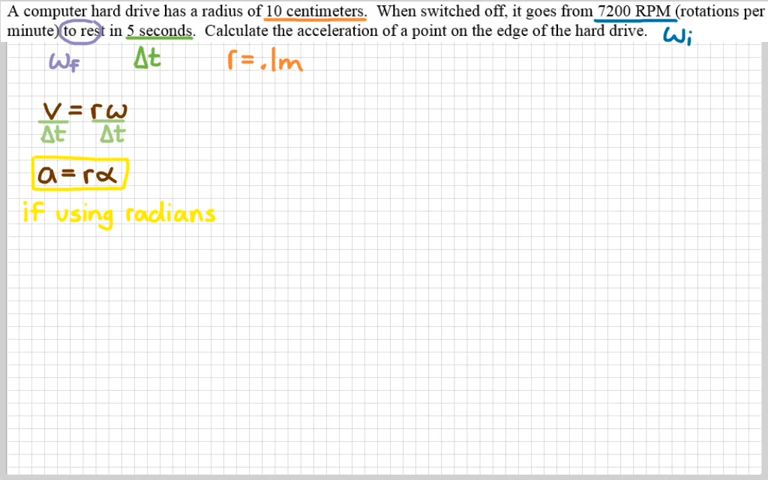 A computer hard drive has a radius of 10 centimeters. When switched off, it goes from 7200 RPM (rotations per
minute) to rest in 5 seconds. Calculate the acceleration of a point on the edge of the hard drive. ωi
ωf Δt r = .1m
v = rω
Δt Δt
a = rα
if using radians